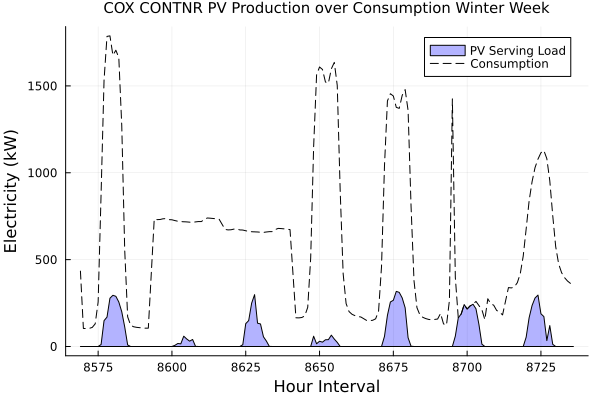 COX CONTNR PV Production over Consumption Winter Week
PV Serving Load
Consumption
Electricity (kW)
1500
1000
500
0
8575
8600
8625
8650
8675
8700
8725
Hour Interval